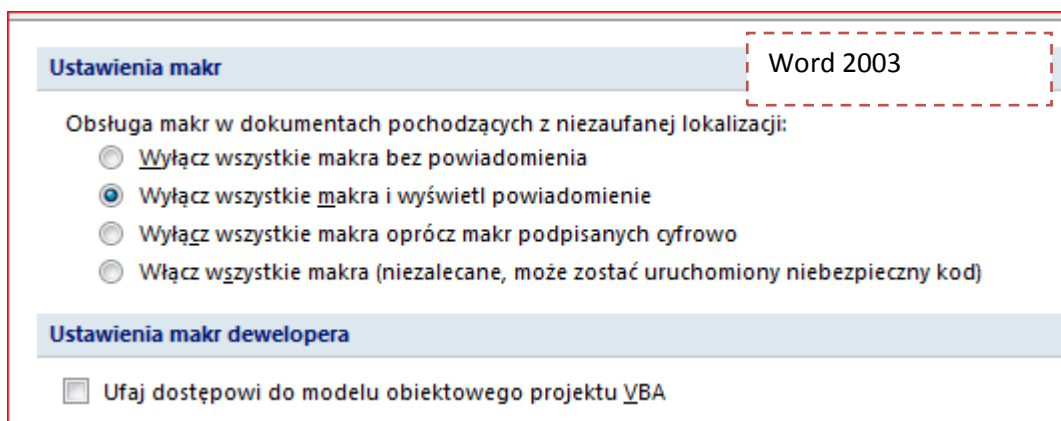 Ustawienia makr
Word 2003
Obsługa makr w dokumentach pochodzących z niezaufanej lokalizacji:
Wyłącz wszystkie makra bez powiadomienia
Wyłącz wszystkie makra i wyświetl powiadomienie
Wyłącz wszystkie makra oprócz makr podpisanych cyfrowo
Włącz wszystkie makra (niezalecane, może zostać uruchomiony niebezpieczny kod)
Ustawienia makr dewelopera
Ufaj dostępowi do modelu obiektowego projektu VBA